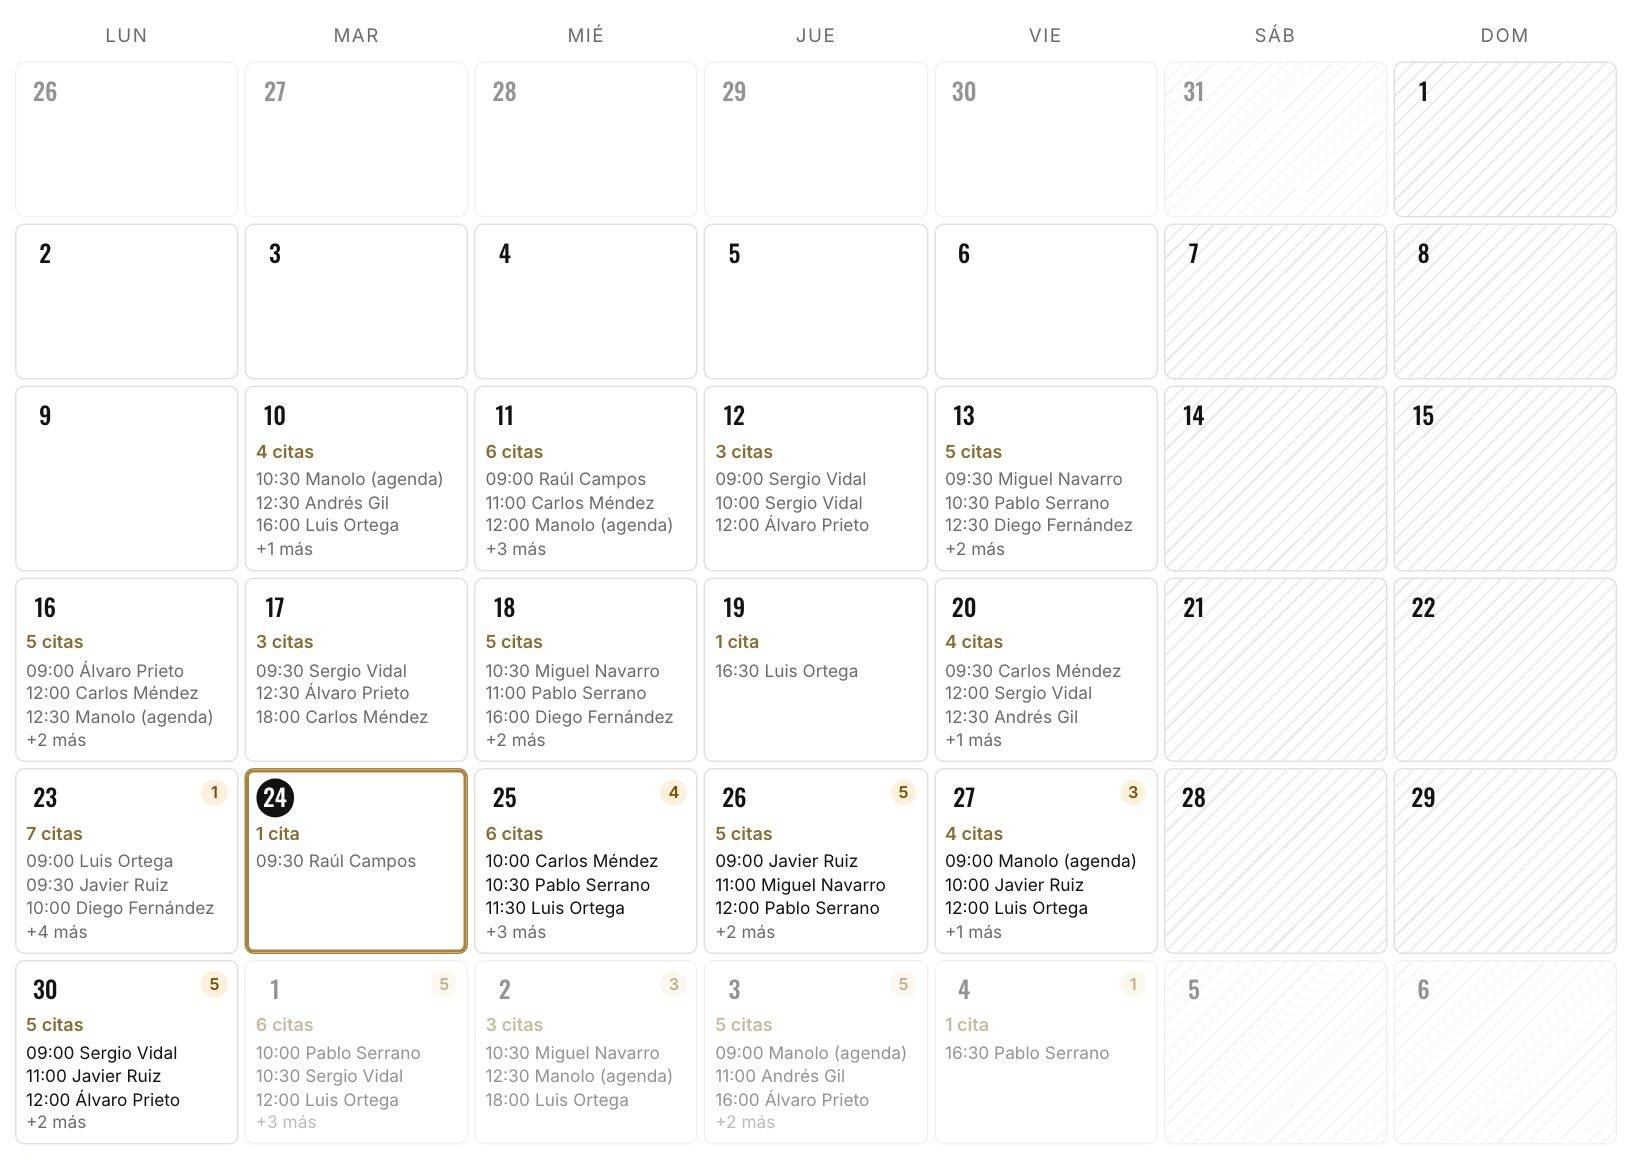 LUN MAR MIÉ JUE VIE SÁB DOM
26
27
28
29
30
31
1
2
3
4
5
6
7
8
9
10
4 citas
10:30 Manolo (agenda)
12:30 Andrés Gil
16:00 Luis Ortega
+1 más
11
6 citas
09:00 Raúl Campos
11:00 Carlos Méndez
12:00 Manolo (agenda)
+3 más
12
3 citas
09:00 Sergio Vidal
10:00 Sergio Vidal
12:00 Álvaro Prieto
13
5 citas
09:30 Miguel Navarro
10:30 Pablo Serrano
12:30 Diego Fernández
+2 más
14
15
16
5 citas
09:00 Álvaro Prieto
12:00 Carlos Méndez
12:30 Manolo (agenda)
+2 más
17
3 citas
09:30 Sergio Vidal
12:30 Álvaro Prieto
18:00 Carlos Méndez
18
5 citas
10:30 Miguel Navarro
11:00 Pablo Serrano
16:00 Diego Fernández
+2 más
19
1 cita
16:30 Luis Ortega
20
4 citas
09:30 Carlos Méndez
12:00 Sergio Vidal
12:30 Andrés Gil
+1 más
21
22
23 1
7 citas
09:00 Luis Ortega
09:30 Javier Ruiz
10:00 Diego Fernández
+4 más
24
1 cita
09:30 Raúl Campos
25 4
6 citas
10:00 Carlos Méndez
10:30 Pablo Serrano
11:30 Luis Ortega
+3 más
26 5
5 citas
09:00 Javier Ruiz
11:00 Miguel Navarro
12:00 Pablo Serrano
+2 más
27 3
4 citas
09:00 Manolo (agenda)
10:00 Javier Ruiz
12:00 Luis Ortega
+1 más
28
29
30 5
5 citas
09:00 Sergio Vidal
11:00 Javier Ruiz
12:00 Álvaro Prieto
+2 más
1 5
6 citas
10:00 Pablo Serrano
10:30 Sergio Vidal
12:00 Luis Ortega
+3 más
2 3
3 citas
10:30 Miguel Navarro
12:30 Manolo (agenda)
18:00 Luis Ortega
3 5
5 citas
09:00 Manolo (agenda)
11:00 Andrés Gil
16:00 Álvaro Prieto
+2 más
4 1
1 cita
16:30 Pablo Serrano
5
6